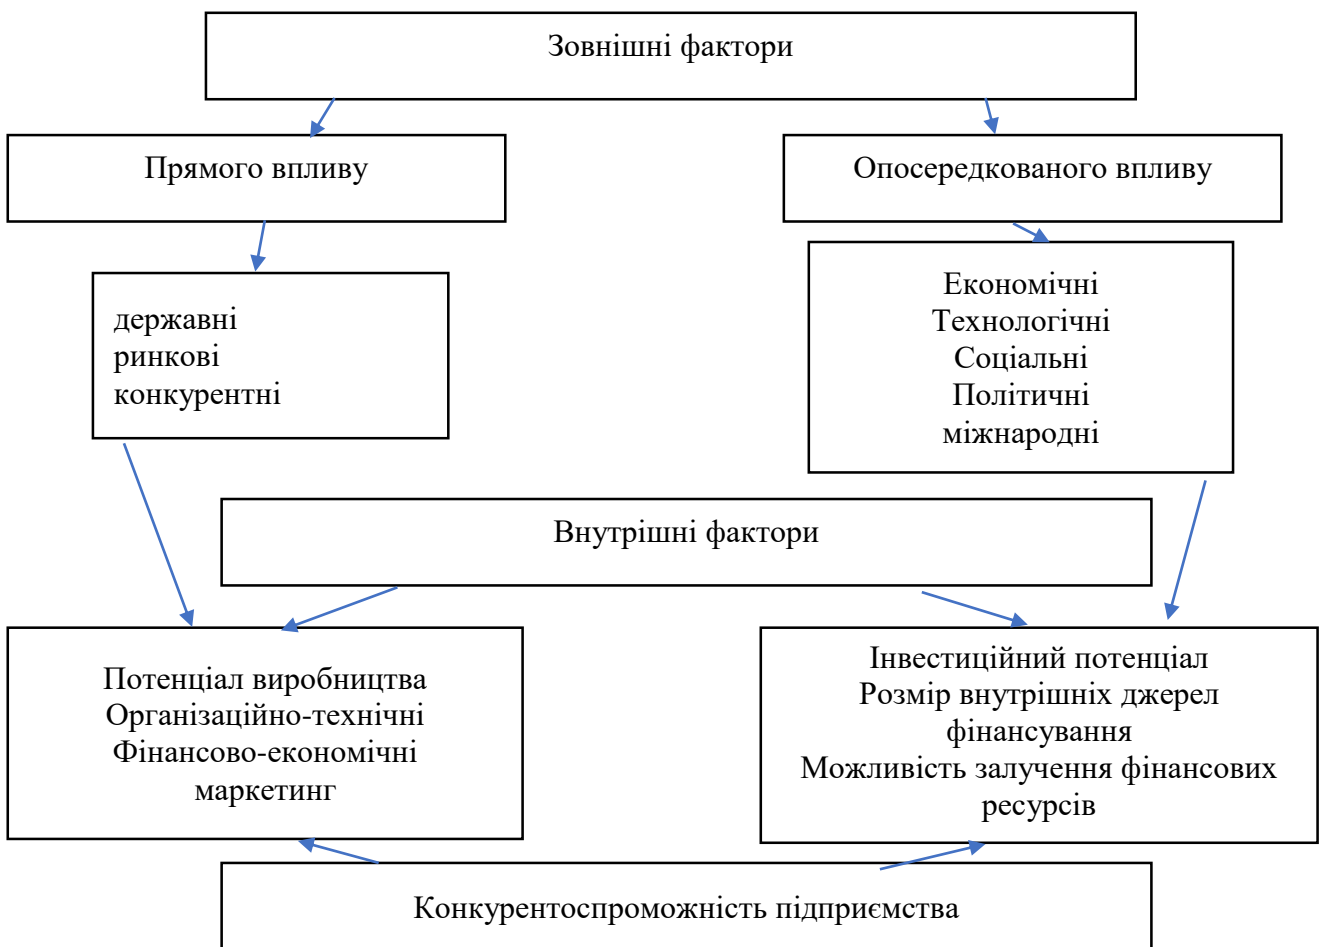 Зовнішні фактори
Прямого впливу
Опосередкованого впливу
державні
ринкові
конкурентні
Економічні
Технологічні
Соціальні
Політичні
міжнародні
Внутрішні фактори
Потенціал виробництва
Організаційно-технічні
Фінансово-економічні
маркетинг
Інвестиційний потенціал
Розмір внутрішніх джерел
фінансування
Можливість залучення фінансових
ресурсів
Конкурентоспроможність підприємства